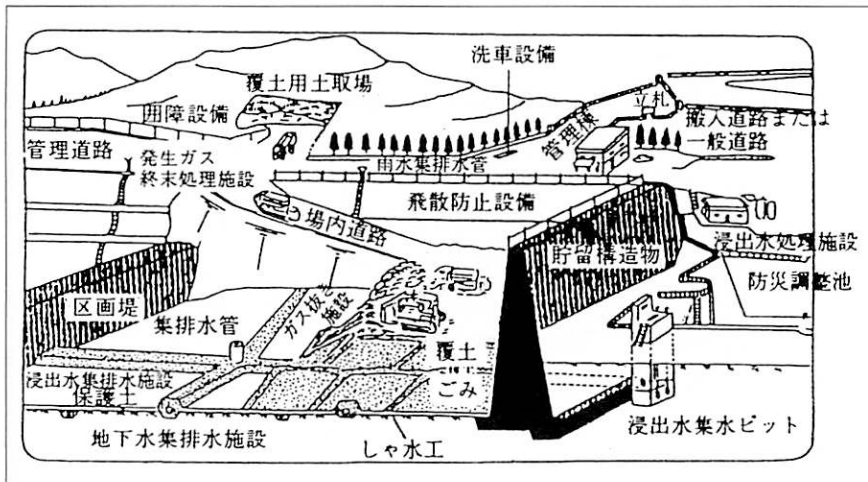 洗車設備
覆土用土取場
立札
囲障設備
搬入道路または
一般道路
管理棟
管理道路
発生ガス
終末処理施設
雨水集排水管
飛散防止設備
場内道路
浸出水処理施設
貯留構造物
防災調整池
区画堤
ガス抜き
施設
集排水管
覆土
ごみ
浸出水集排水施設
保護土
浸出水集水ピット
地下水集排水施設
しゃ水工